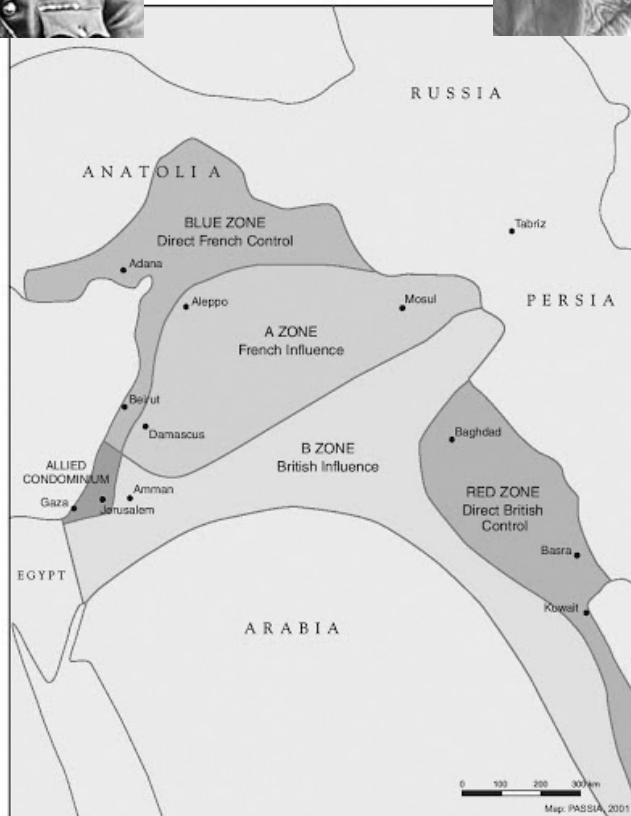 RUSSIA
ANATOLIA
BLUE ZONE
Direct French Control
Tabriz
Adana
Aleppo
Mosul
PERSIA
A ZONE
French Influence
Beirut
Damascus
Baghdad
B ZONE
British Influence
ALLIED
CONDOMINIUM
Amman
Gaza
Jerusalem
RED ZONE
Direct British
Control
Basra
EGYPT
Kuwait
ARABIA
0 100 200 300 km
Map: PASSIA, 2001